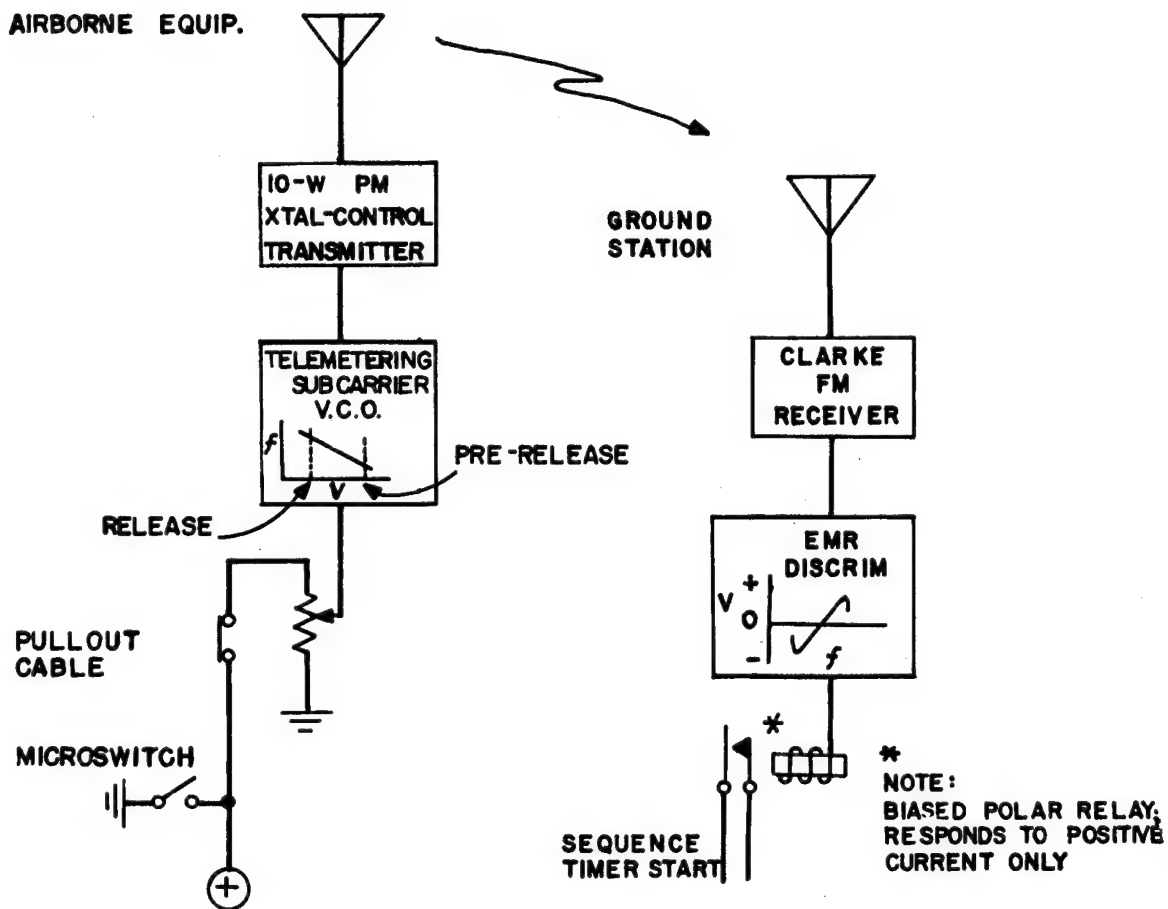 AIRBORNE EQUIP.
10-W PM
XTAL-CONTROL
TRANSMITTER
TELEMETERING
SUBCARRIER
V.C.O.
f
V
PRE-RELEASE
RELEASE
PULLOUT
CABLE
MICROSWITCH
+
GROUND
STATION
CLARKE
FM
RECEIVER
EMR
DISCRIM
+
V O
-
f
*
SEQUENCE
TIMER START
*
NOTE:
BIASED POLAR RELAY;
RESPONDS TO POSITIVE
CURRENT ONLY